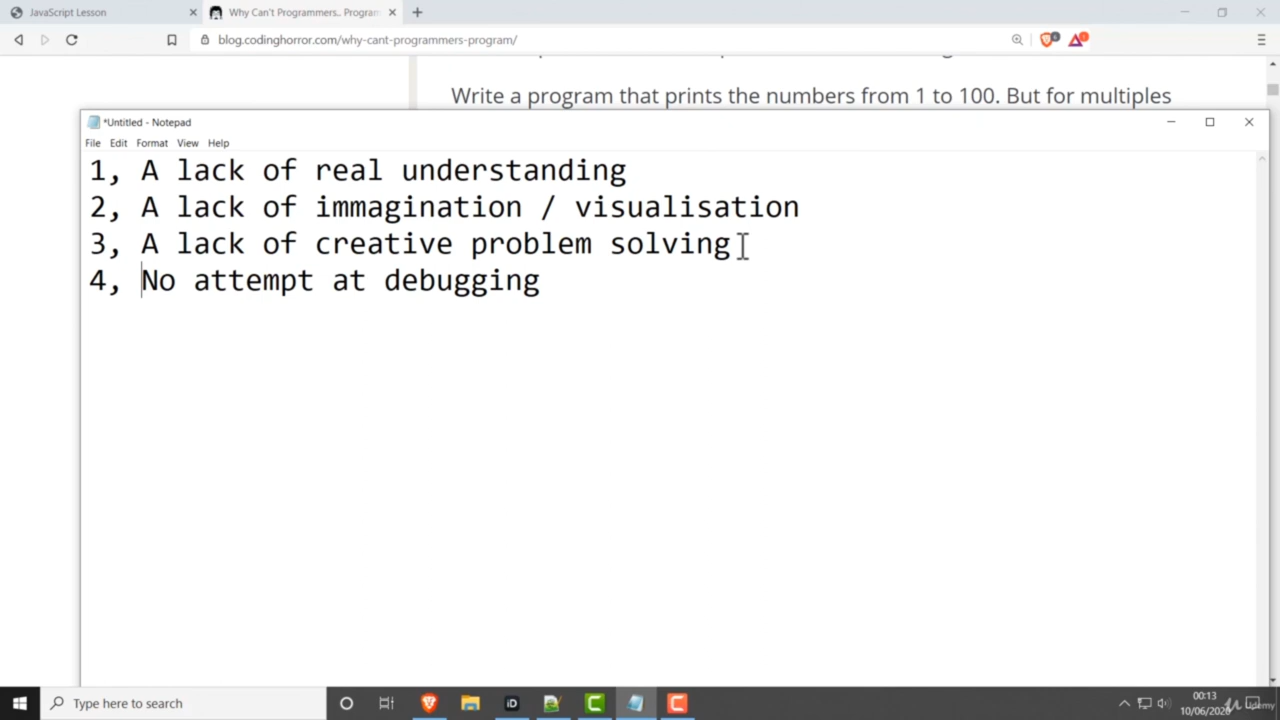 JavaScript Lesson
Why Can't Programmers.. Program
blog.codinghorror.com/why-cant-programmers-program/
Write a program that prints the numbers from 1 to 100. But for multiples
*Untitled - Notepad
File Edit Format View Help
1, A lack of real understanding
2, A lack of immagination / visualisation
3, A lack of creative problem solving
4, No attempt at debugging
Type here to search
iD
00:13
10/06/2020
Udemy